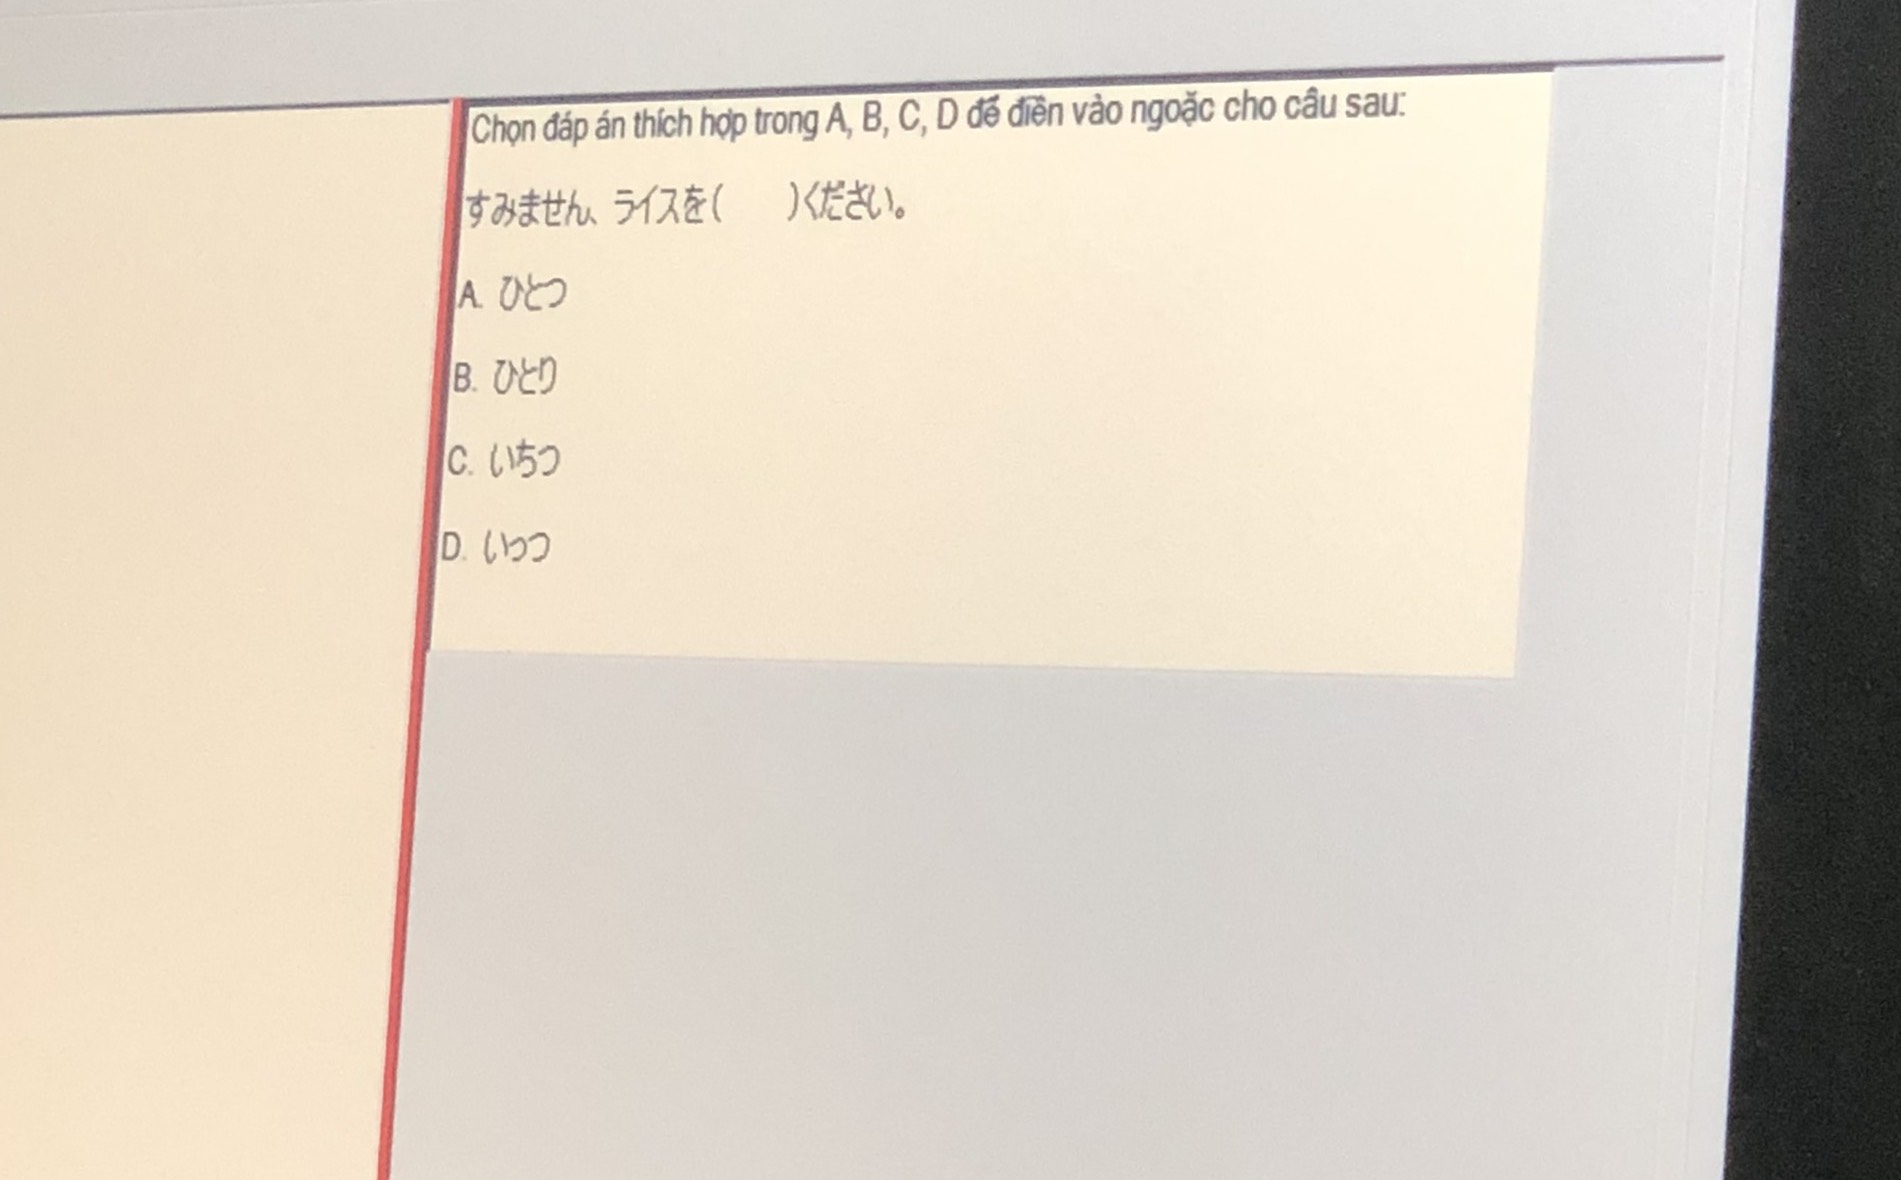 Chọn đáp án thích hợp trong A, B, C, D để điền vào ngoặc cho câu sau:
すみません、ライスを(　　)ください。
A. ひとつ
B. ひとり
C. いちつ
D. いっつ